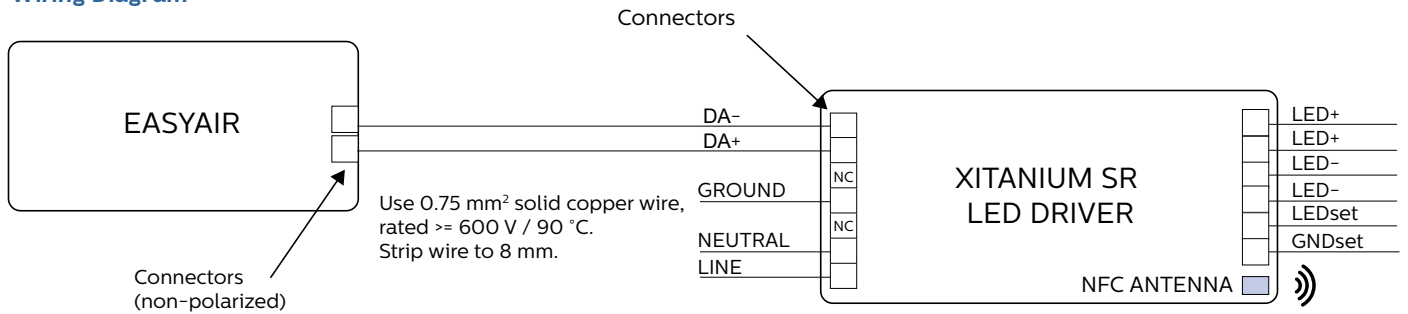 Wiring Diagram
Connectors
EASYAIR
DA-
DA+
NC
GROUND
NC
NEUTRAL
LINE
Use 0.75 mm² solid copper wire,
rated >= 600 V / 90 °C.
Strip wire to 8 mm.
Connectors
(non-polarized)
XITANIUM SR
LED DRIVER
NFC ANTENNA
LED+
LED+
LED-
LED-
LEDset
GNDset